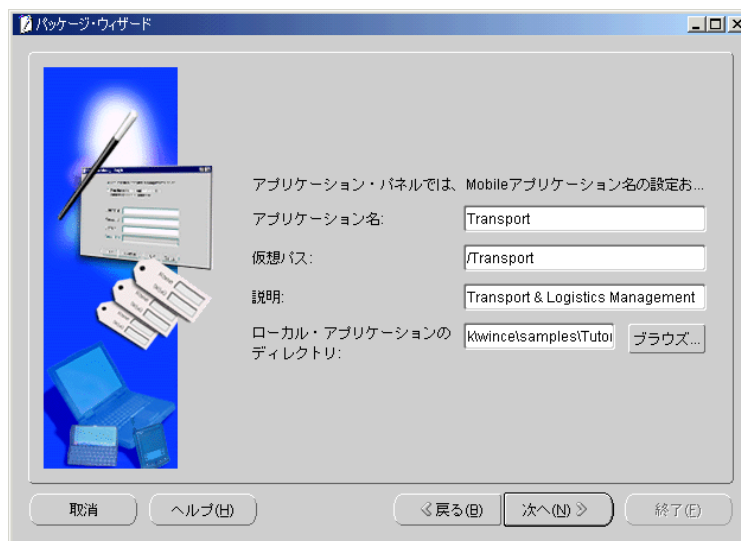 パッケージ・ウィザード
アプリケーション・パネルでは、Mobileアプリケーション名の設定お...
アプリケーション名:
Transport
仮想パス:
/Transport
説明:
Transport & Logistics Management
ローカル・アプリケーションの
ディレクトリ:
k\wince\samples\Tutor
ブラウズ...
取消
ヘルプ(H)
戻る(B)
次へ(N)
終了(F)